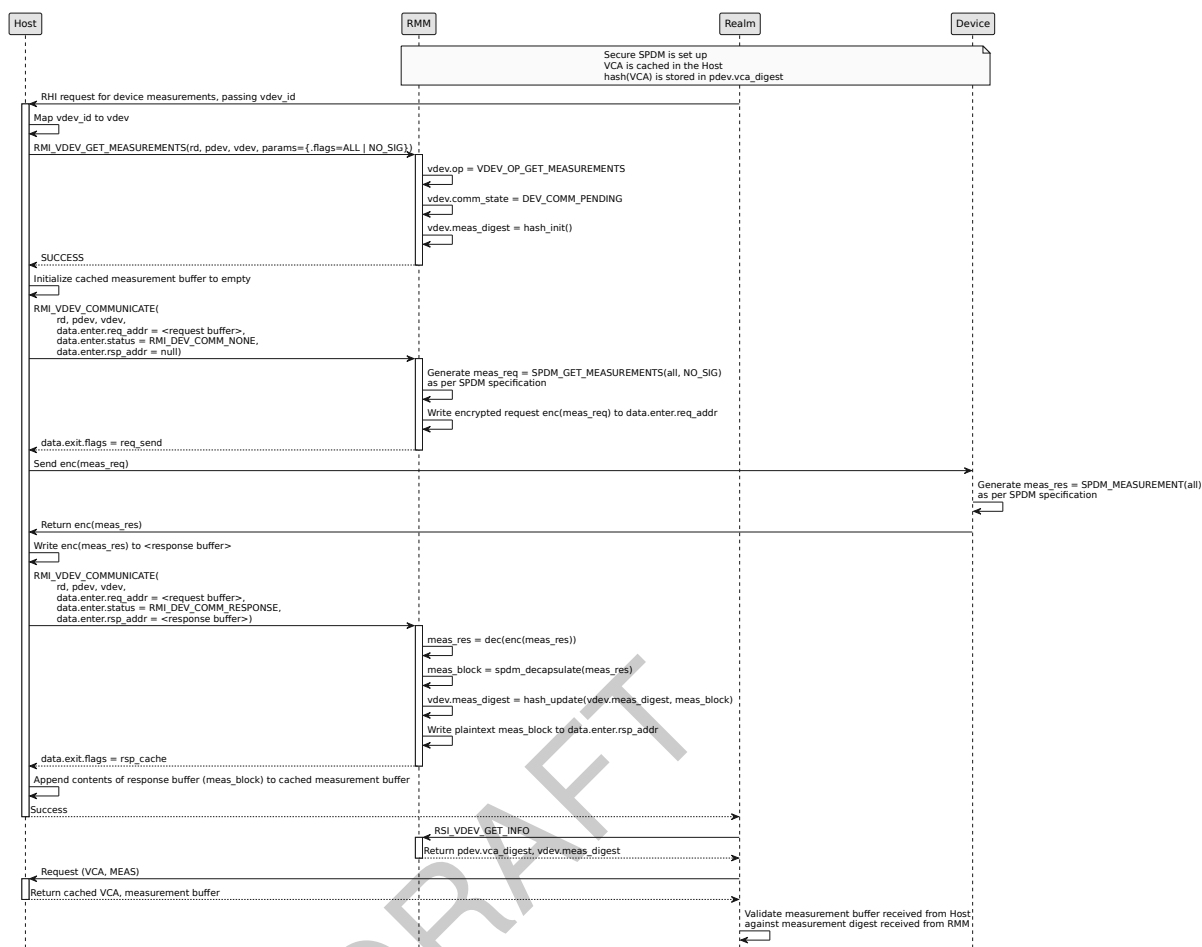 Host
RMM
Realm
Device
Secure SPDM is set up
VCA is cached in the Host
hash(VCA) is stored in pdev.vca_digest
RHI request for device measurements, passing vdev_id
Map vdev_id to vdev
RMI_VDEV_GET_MEASUREMENTS(rd, pdev, vdev, params={.flags=ALL | NO_SIG})
vdev.op = VDEV_OP_GET_MEASUREMENTS
vdev.comm_state = DEV_COMM_PENDING
vdev.meas_digest = hash_init()
SUCCESS
Initialize cached measurement buffer to empty
RMI_VDEV_COMMUNICATE(
rd, pdev, vdev,
data.enter.req_addr = <request buffer>,
data.enter.status = RMI_DEV_COMM_NONE,
data.enter.rsp_addr = null)
Generate meas_req = SPDM_GET_MEASUREMENTS(all, NO_SIG)
as per SPDM specification
Write encrypted request enc(meas_req) to data.enter.req_addr
data.exit.flags = req_send
Send enc(meas_req)
Generate meas_res = SPDM_MEASUREMENT(all)
as per SPDM specification
Return enc(meas_res)
Write enc(meas_res) to <response buffer>
RMI_VDEV_COMMUNICATE(
rd, pdev, vdev,
data.enter.req_addr = <request buffer>,
data.enter.status = RMI_DEV_COMM_RESPONSE,
data.enter.rsp_addr = <response buffer>)
meas_res = dec(enc(meas_res))
meas_block = spdm_decapsulate(meas_res)
vdev.meas_digest = hash_update(vdev.meas_digest, meas_block)
Write plaintext meas_block to data.enter.rsp_addr
data.exit.flags = rsp_cache
Append contents of response buffer (meas_block) to cached measurement buffer
Success
RSI_VDEV_GET_INFO
Return pdev.vca_digest, vdev.meas_digest
Request (VCA, MEAS)
Return cached VCA, measurement buffer
Validate measurement buffer received from Host
against measurement digest received from RMM
DRAFT